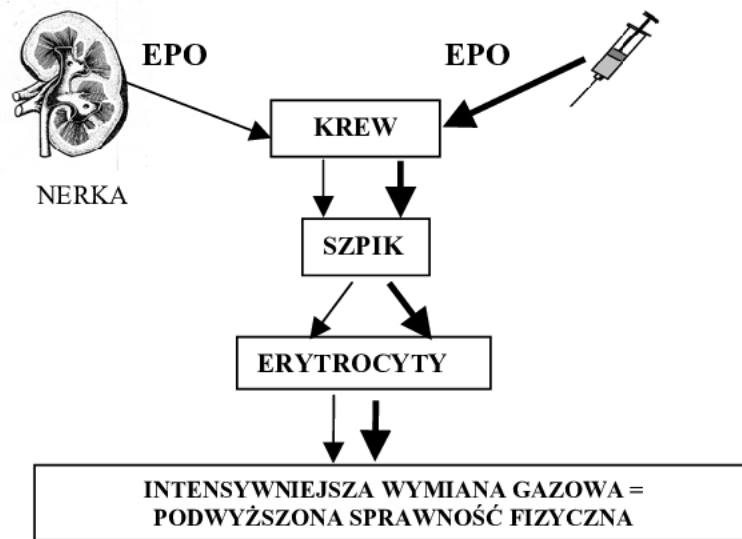 EPO
EPO
KREW
NERKA
SZPIK
ERYTROCYTY
INTENSYWNIEJSZA WYMIANA GAZOWA =
PODWYŻSZONA SPRAWNOŚĆ FIZYCZNA